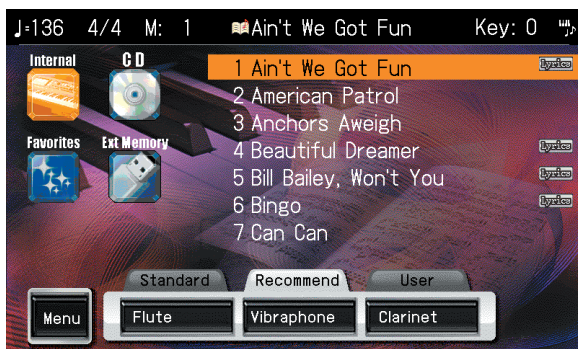 ♩=136 4/4 M: 1 Ain't We Got Fun Key: 0
Internal CD
Favorites Ext Memory
1 Ain't We Got Fun Lyrics
2 American Patrol
3 Anchors Aweigh
4 Beautiful Dreamer Lyrics
5 Bill Bailey, Won't You Lyrics
6 Bingo Lyrics
7 Can Can
Standard Recommend User
Menu Flute Vibraphone Clarinet